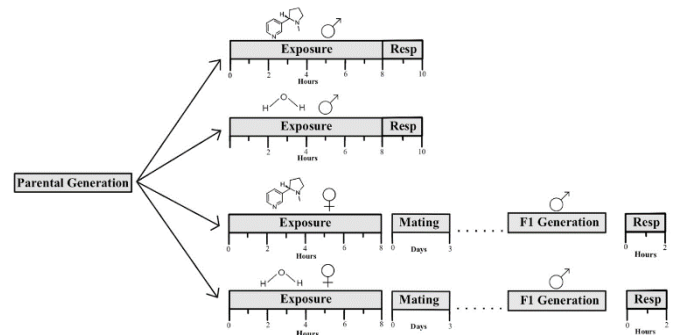 H
N
N
Exposure Resp
0 2 4 6 8 10
Hours
H O H
Exposure Resp
0 2 4 6 8 10
Hours
Parental Generation
H
N
N
Exposure Mating F1 Generation Resp
0 2 4 6 8 0 Days 3 0 2
Hours Hours
H O H
Exposure Mating F1 Generation Resp
0 2 4 6 8 0 Days 3 0 2
Hours Hours